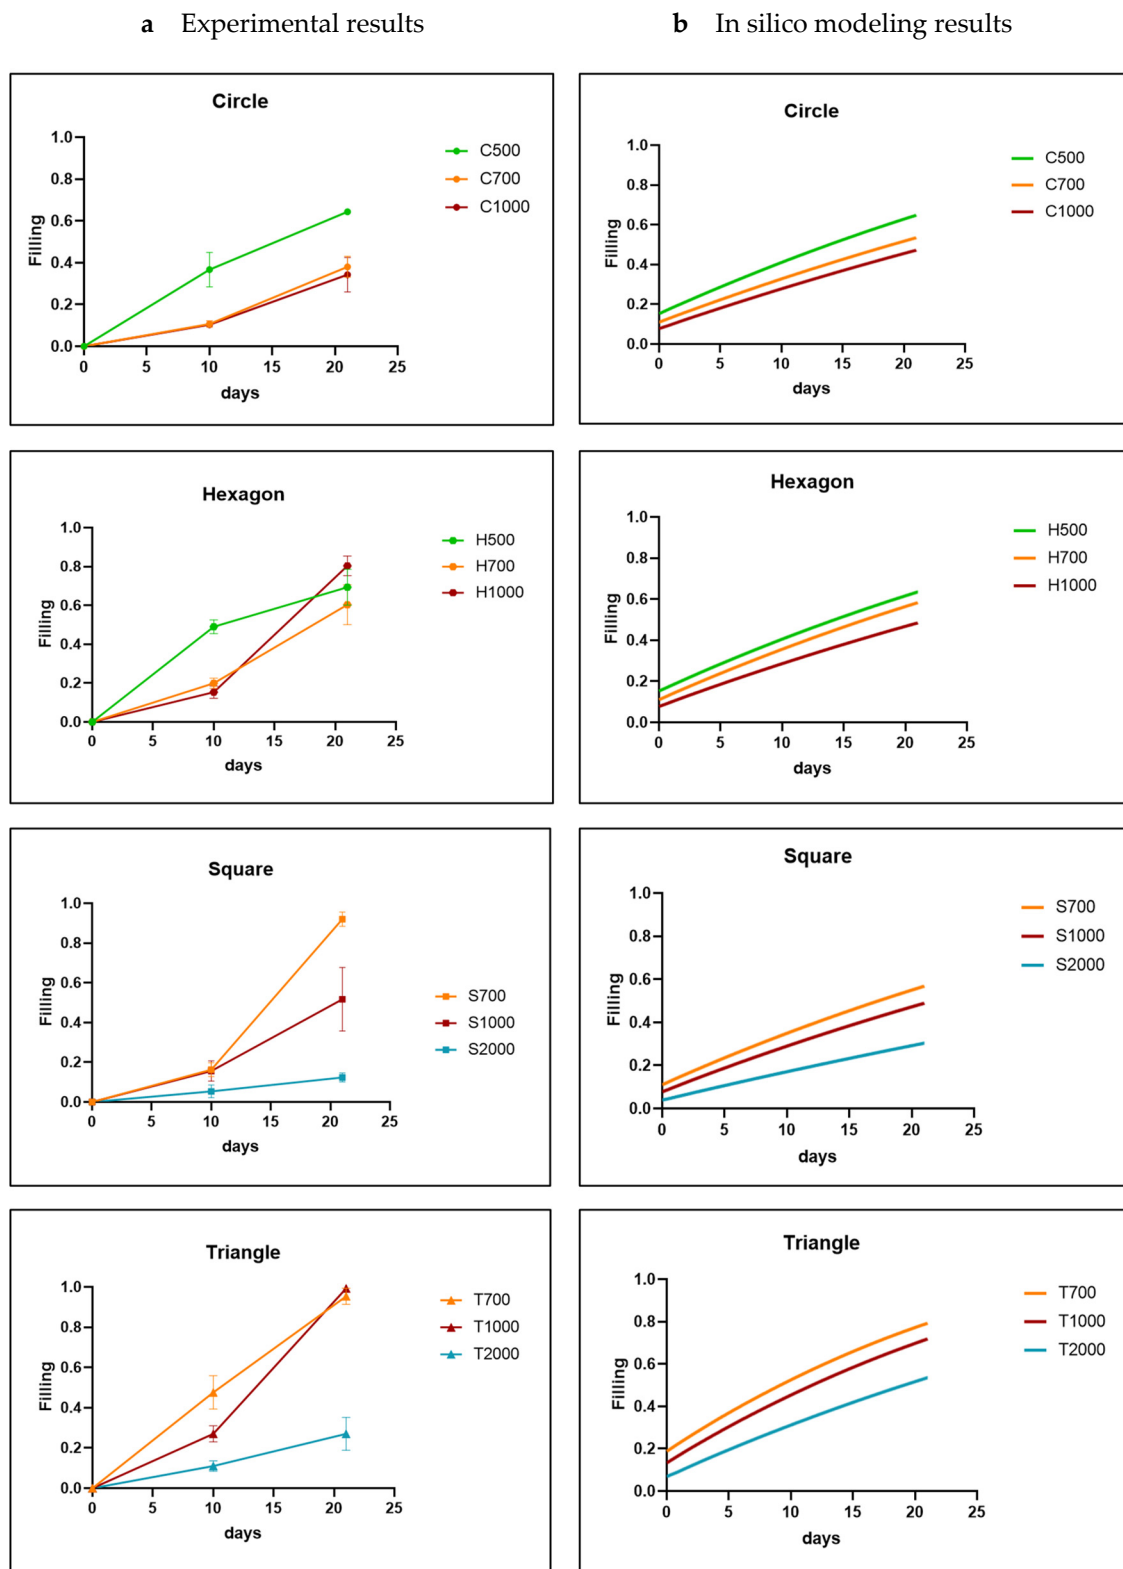 a Experimental results
b In silico modeling results
Circle
1.0
0.8
0.6
0.4
0.2
0.0
Filling
0 5 10 15 20 25
days
C500
C700
C1000
Circle
1.0
0.8
0.6
0.4
0.2
0.0
Filling
0 5 10 15 20 25
days
C500
C700
C1000
Hexagon
1.0
0.8
0.6
0.4
0.2
0.0
Filling
0 5 10 15 20 25
days
H500
H700
H1000
Hexagon
1.0
0.8
0.6
0.4
0.2
0.0
Filling
0 5 10 15 20 25
days
H500
H700
H1000
Square
1.0
0.8
0.6
0.4
0.2
0.0
Filling
0 5 10 15 20 25
days
S700
S1000
S2000
Square
1.0
0.8
0.6
0.4
0.2
0.0
Filling
0 5 10 15 20 25
days
S700
S1000
S2000
Triangle
1.0
0.8
0.6
0.4
0.2
0.0
Filling
0 5 10 15 20 25
days
T700
T1000
T2000
Triangle
1.0
0.8
0.6
0.4
0.2
0.0
Filling
0 5 10 15 20 25
days
T700
T1000
T2000